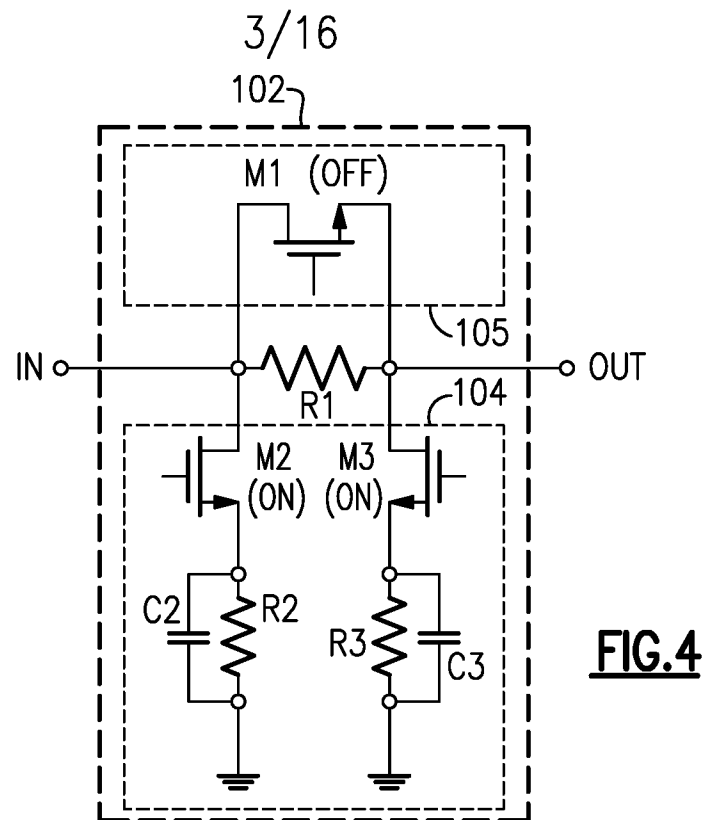 3/16
102
M1 (OFF)
105
IN
OUT
R1
104
M2
(ON)
M3
(ON)
C2
R2
R3
C3
FIG.4